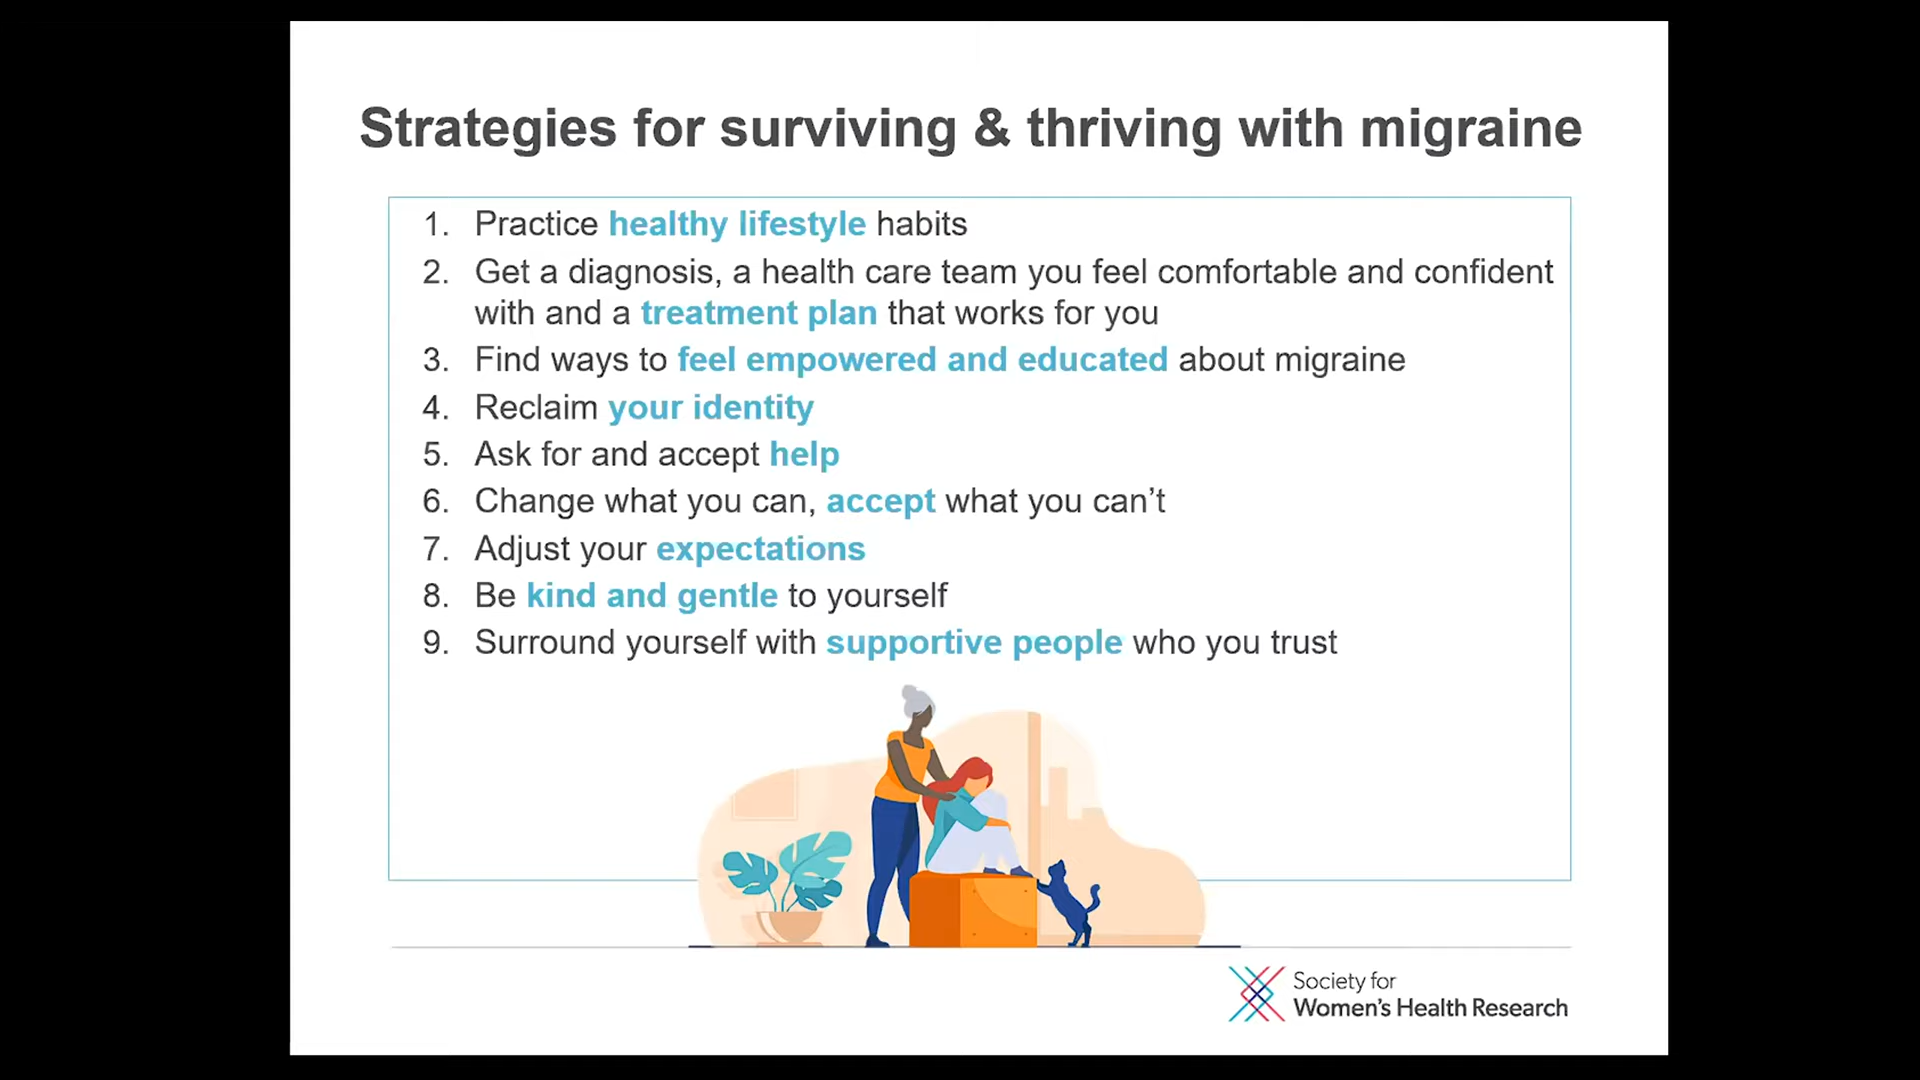 Strategies for surviving & thriving with migraine
1. Practice healthy lifestyle habits
2. Get a diagnosis, a health care team you feel comfortable and confident
with and a treatment plan that works for you
3. Find ways to feel empowered and educated about migraine
4. Reclaim your identity
5. Ask for and accept help
6. Change what you can, accept what you can’t
7. Adjust your expectations
8. Be kind and gentle to yourself
9. Surround yourself with supportive people who you trust
Society for
Women’s Health Research